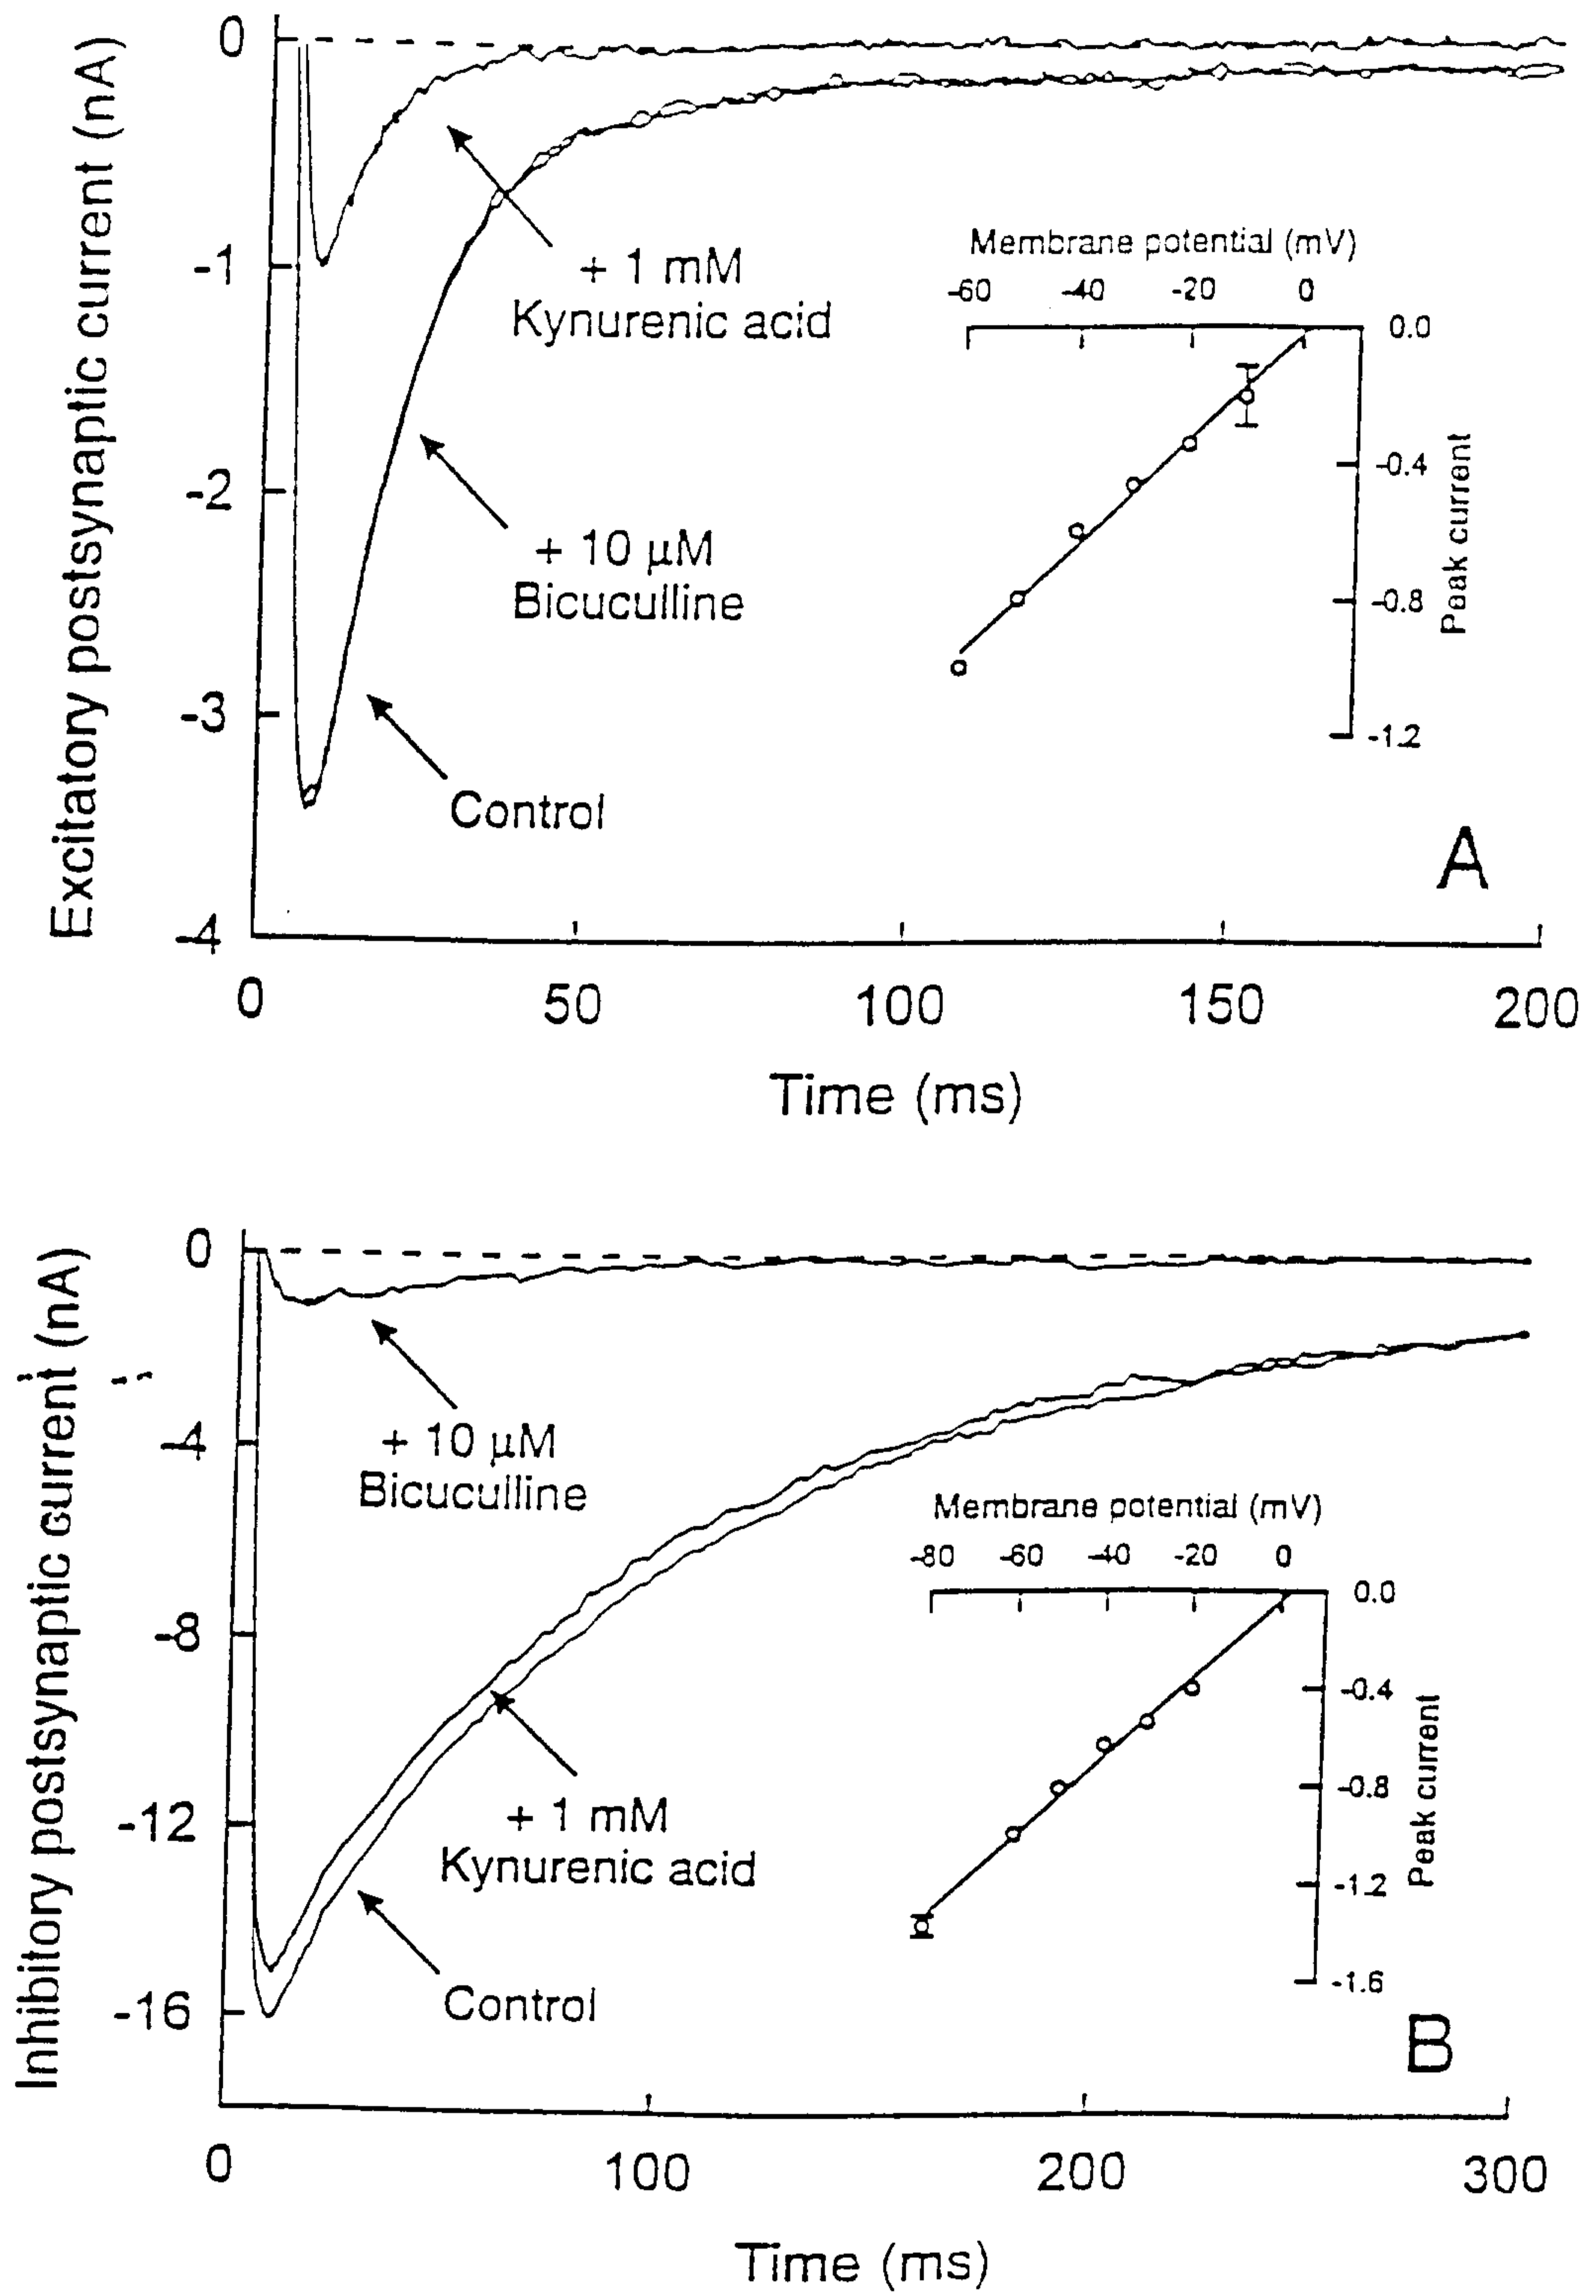 Excitatory postsynaptic current (nA)
0
-1
-2
-3
-4
+ 1 mM
Kynurenic acid
+ 10 µM
Bicuculline
Control
Membrane potential (mV)
-60 -40 -20 0
0.0
-0.4
-0.8
-1.2
Peak current
A
0 50 100 150 200
Time (ms)
Inhibitory postsynaptic current (nA)
0
-4
-8
-12
-16
+ 10 µM
Bicuculline
+ 1 mM
Kynurenic acid
Control
Membrane potential (mV)
-80 -60 -40 -20 0
0.0
-0.4
-0.8
-1.2
-1.6
Peak current
B
0 100 200 300
Time (ms)